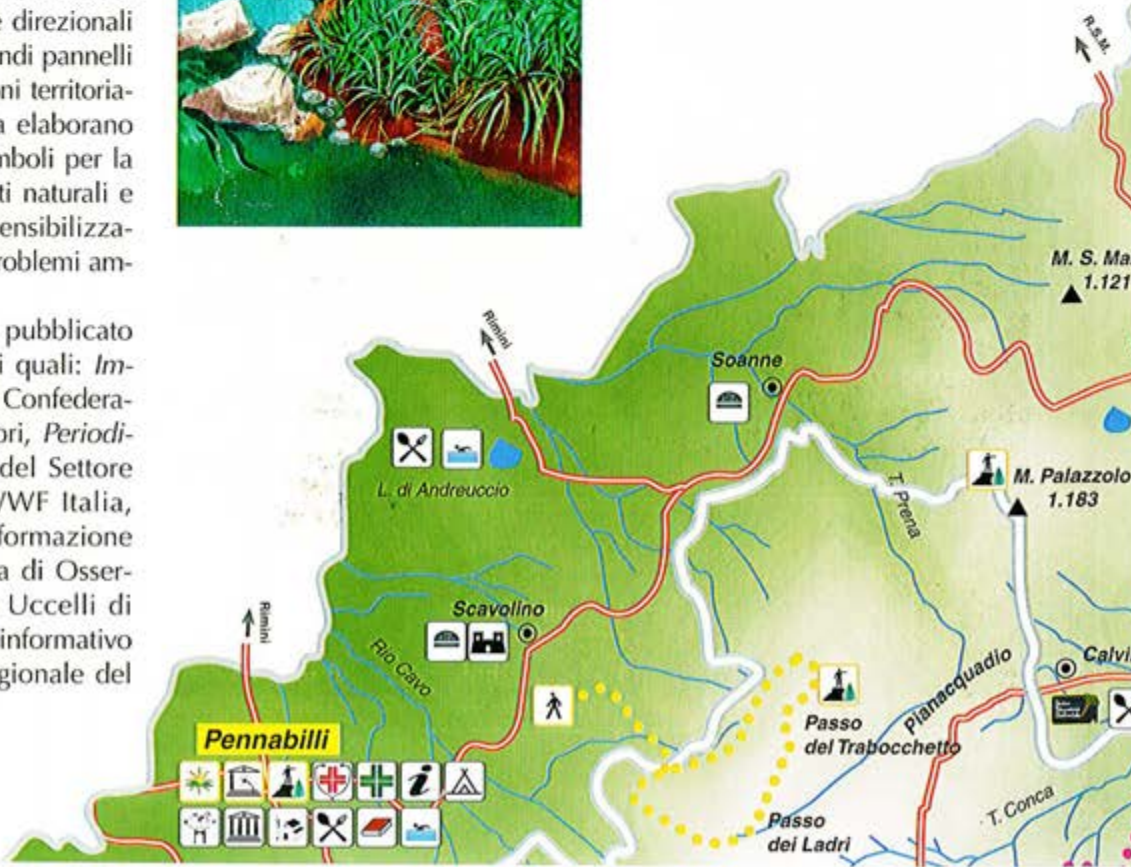 e direzionali
ndi pannelli
ni territoria-
a elaborano
mboli per la
ti naturali e
ensibilizza-
roblemi am-
pubblicato
i quali: Im-
Confedera-
ori, Periodi-
del Settore
WWF Italia,
formazione
a di Osser-
Uccelli di
informativo
gionale del
R.S.M.
M. S. Ma
1.121
Rimini
Soanne
L. di Andreuccio
T. Prena
M. Palazzolo
1.183
Rimini
Scavolino
Rio Cavo
Pianacquadio
Calvi
Passo
del Trabocchetto
Pennabilli
Passo
dei Ladri
T. Conca